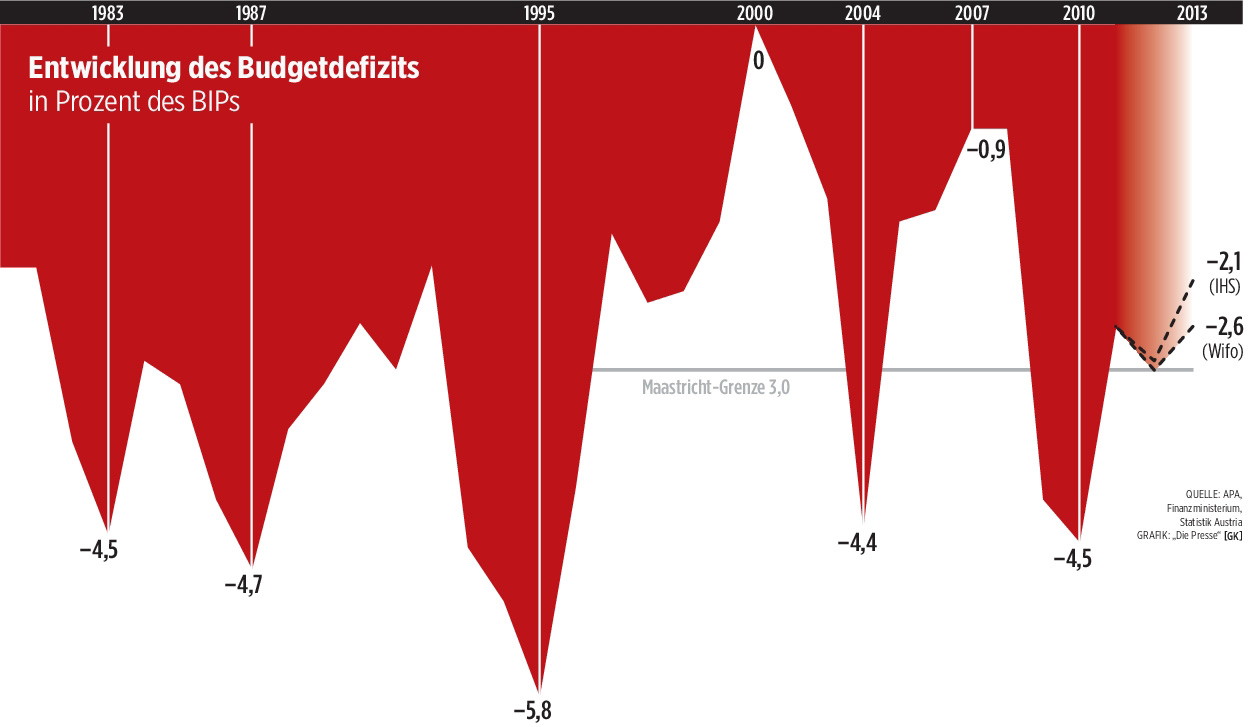 1983 1987 1995 2000 2004 2007 2010 2013
Entwicklung des Budgetdefizits
in Prozent des BIPs
0
–0,9
–2,1
(IHS)
–2,6
(Wifo)
Maastricht-Grenze 3,0
–4,5
–4,7
–5,8
–4,4
–4,5
QUELLE: APA,
Finanzministerium,
Statistik Austria
GRAFIK: „Die Presse“ [GK]